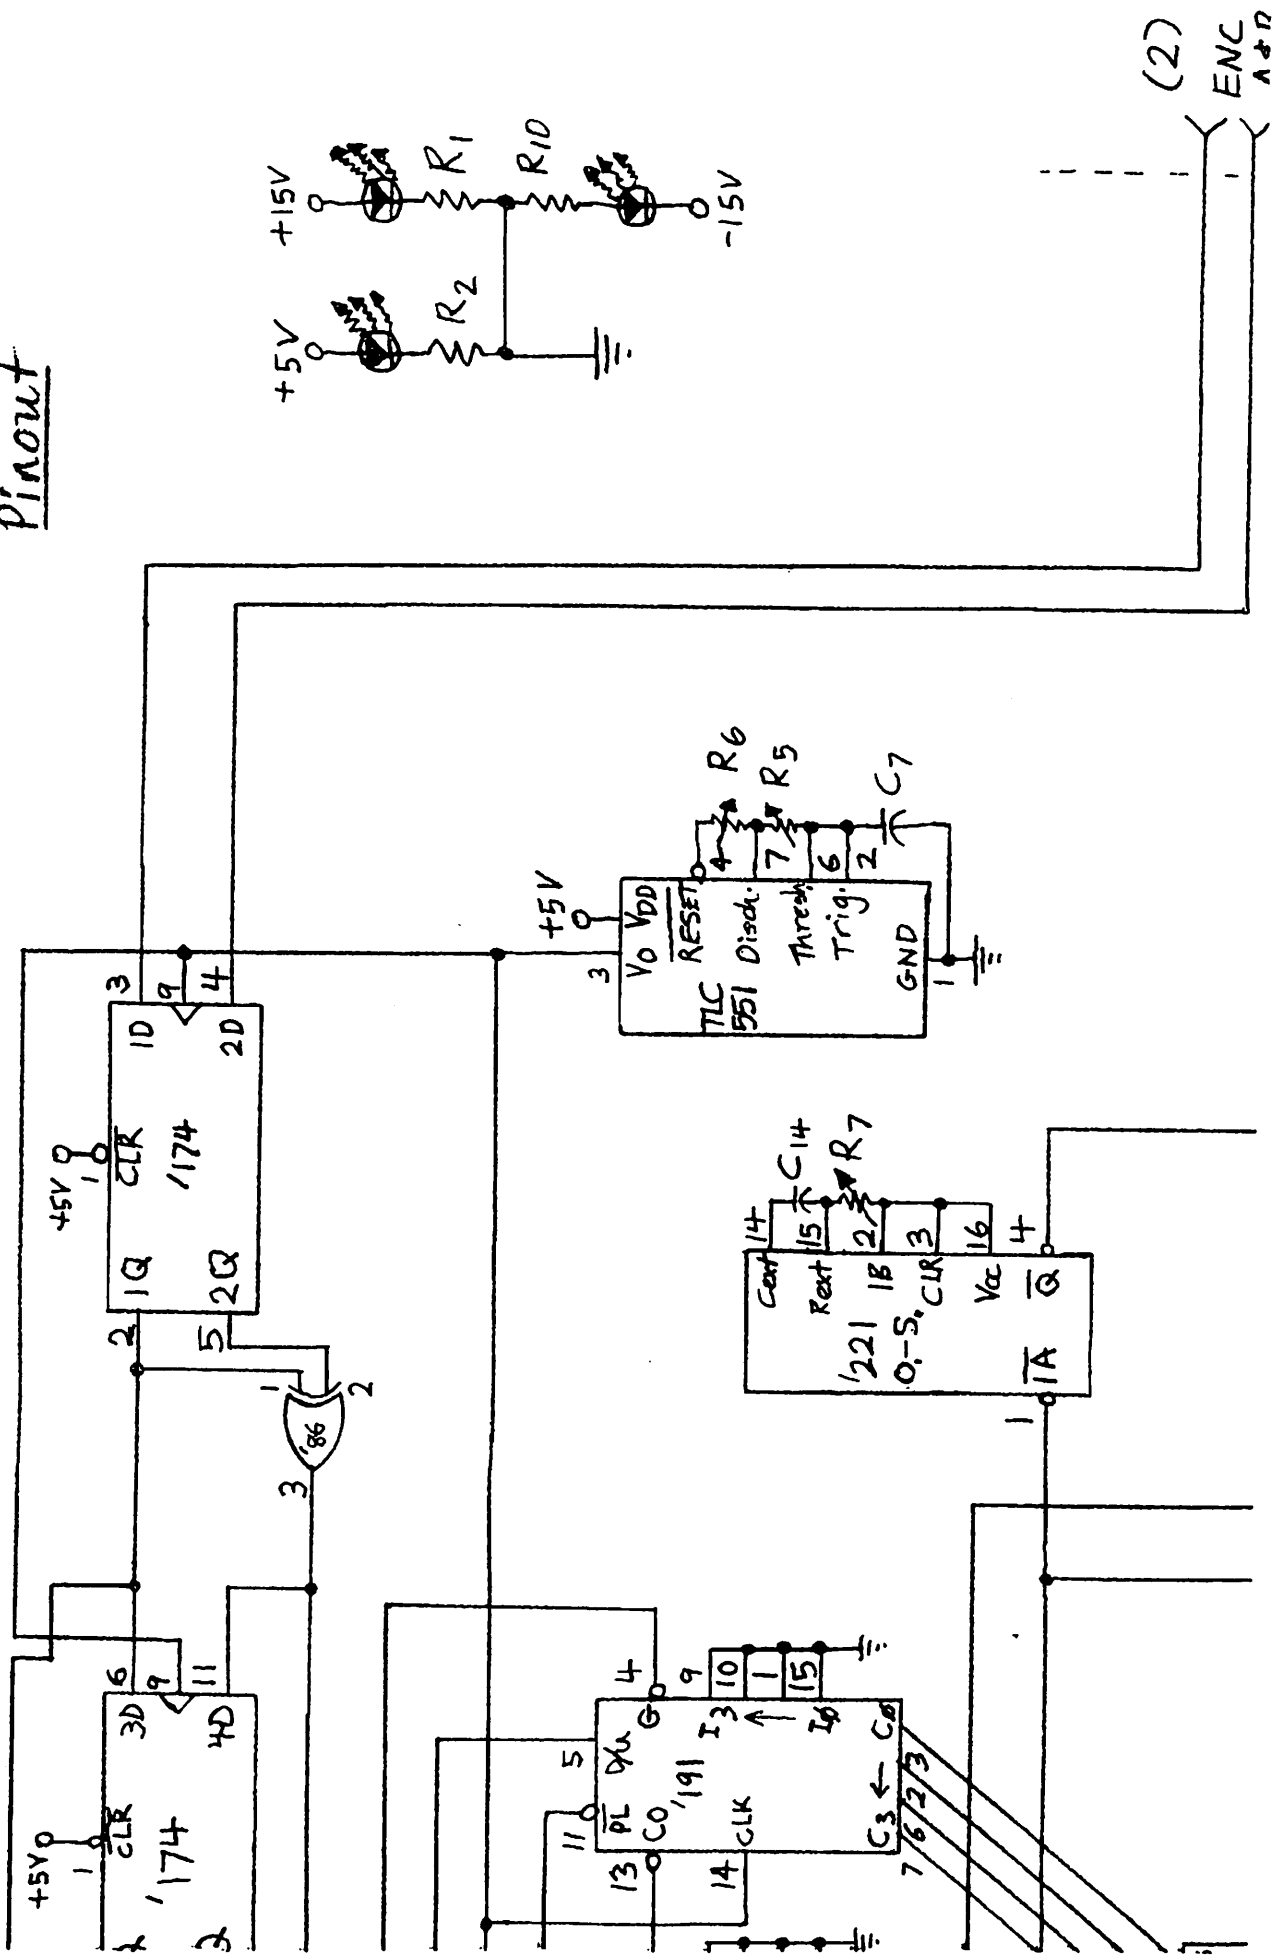 Pinout
+15V
R1
R10
-15V
+5V
R2
(2)
ENC
+5V
1
CLR
'174
1Q
2Q
1D
2D
3
9
4
2
5
1
2
'86
3
+5V
1
CLR
'174
3D
4D
6
9
11
+5V
3
VO
VDD
RESET
Disch.
Thresh.
Trig.
GND
TLC
551
4
7
6
2
1
R6
R5
C7
Cext
Rext
1B
CLR
Vcc
Q
1A
'221
O.-S.
14
15
2
3
16
4
1
C14
R7
5
D/U
G
4
11
PL
13
CO
'191
14
CLK
I3
↑
IØ
9
10
1
15
C3 ← CØ
7
6
2
3